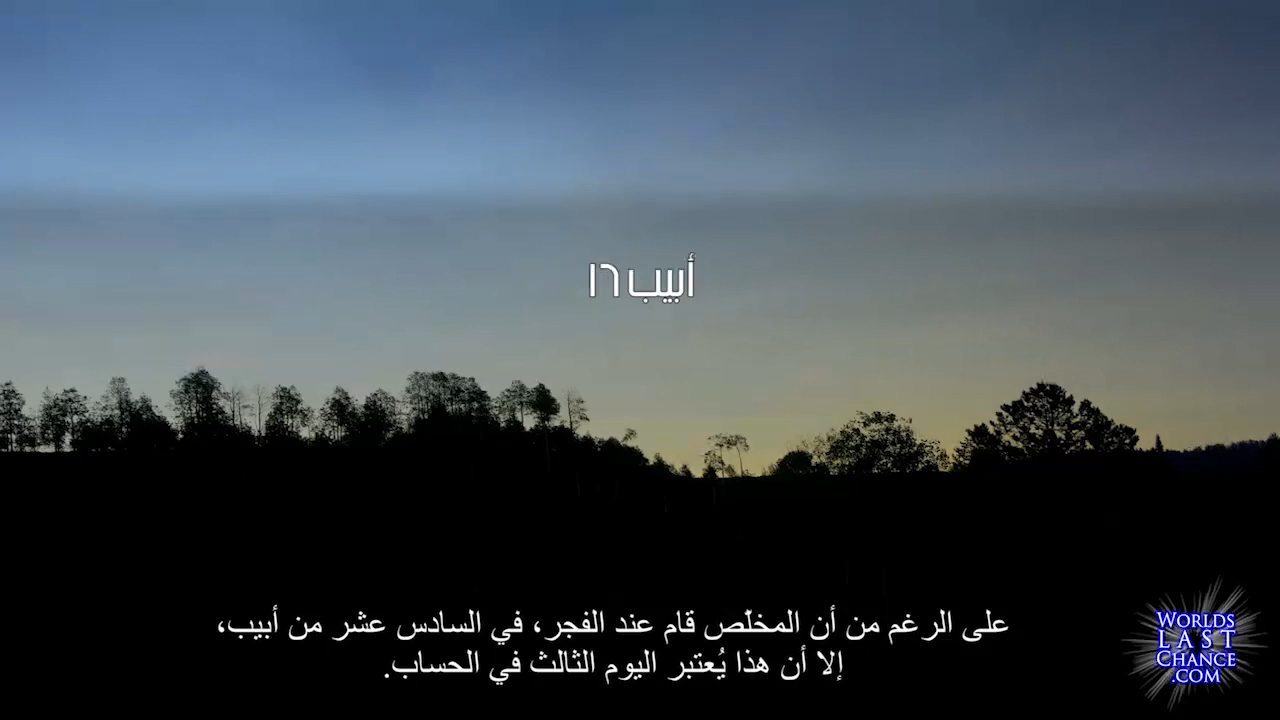 أبيب ١٦
على الرغم من أن المخلّص قام عند الفجر، في السادس عشر من أبيب،
إلا أن هذا يُعتبر اليوم الثالث في الحساب.
WORLDS
LAST
CHANCE
.COM